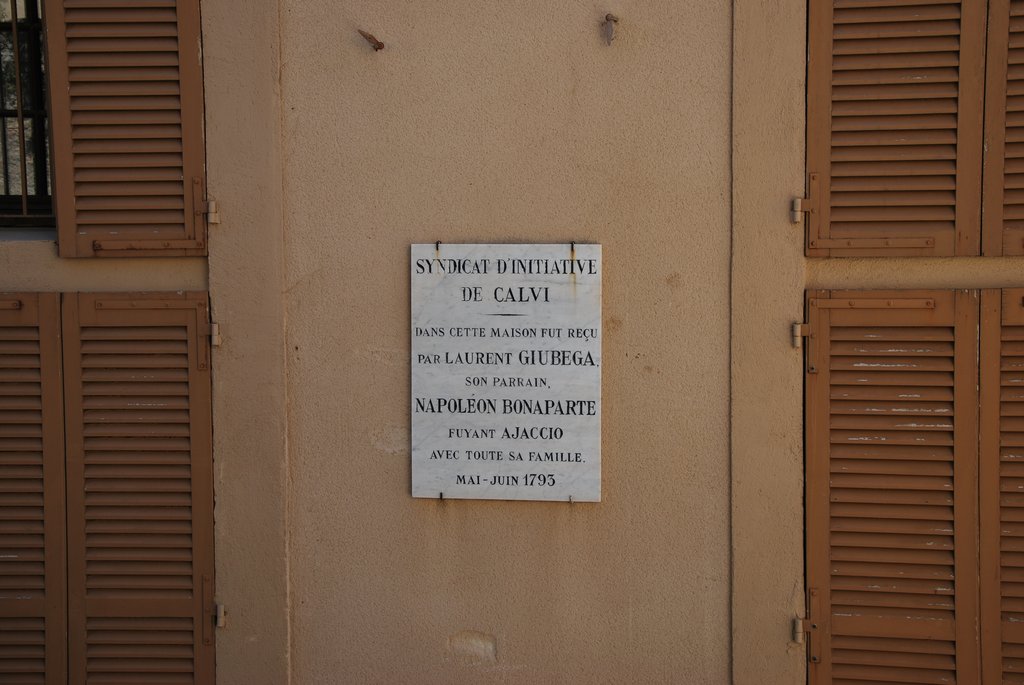 SYNDICAT D'INITIATIVE
DE CALVI
DANS CETTE MAISON FUT REÇU
PAR LAURENT GIUBEGA,
SON PARRAIN,
NAPOLÉON BONAPARTE
FUYANT AJACCIO
AVEC TOUTE SA FAMILLE.
MAI-JUIN 1793